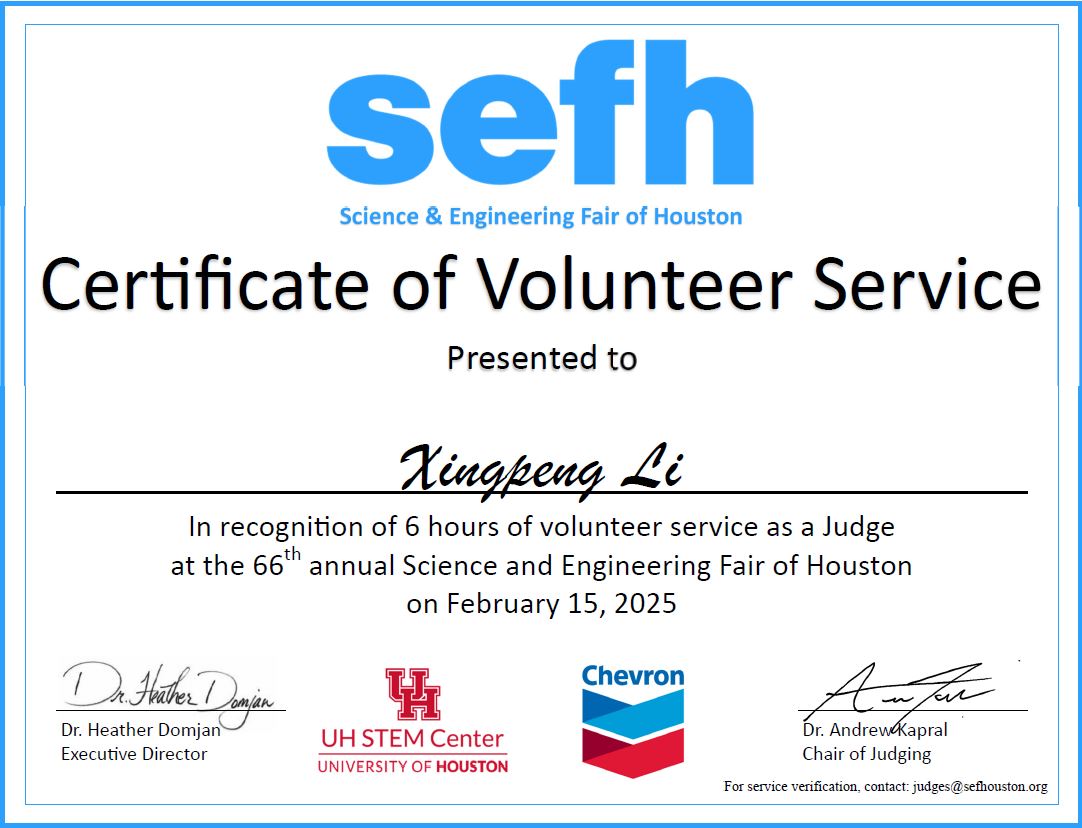 sefh
Science & Engineering Fair of Houston
Certificate of Volunteer Service
Presented to
Xingpeng Li
In recognition of 6 hours of volunteer service as a Judge
at the 66th annual Science and Engineering Fair of Houston
on February 15, 2025
Dr. Heather Domjan
Dr. Heather Domjan
Executive Director
UH
UH STEM Center
UNIVERSITY OF HOUSTON
Chevron
Dr. Andrew Kapral
Chair of Judging
For service verification, contact: judges@sefhouston.org